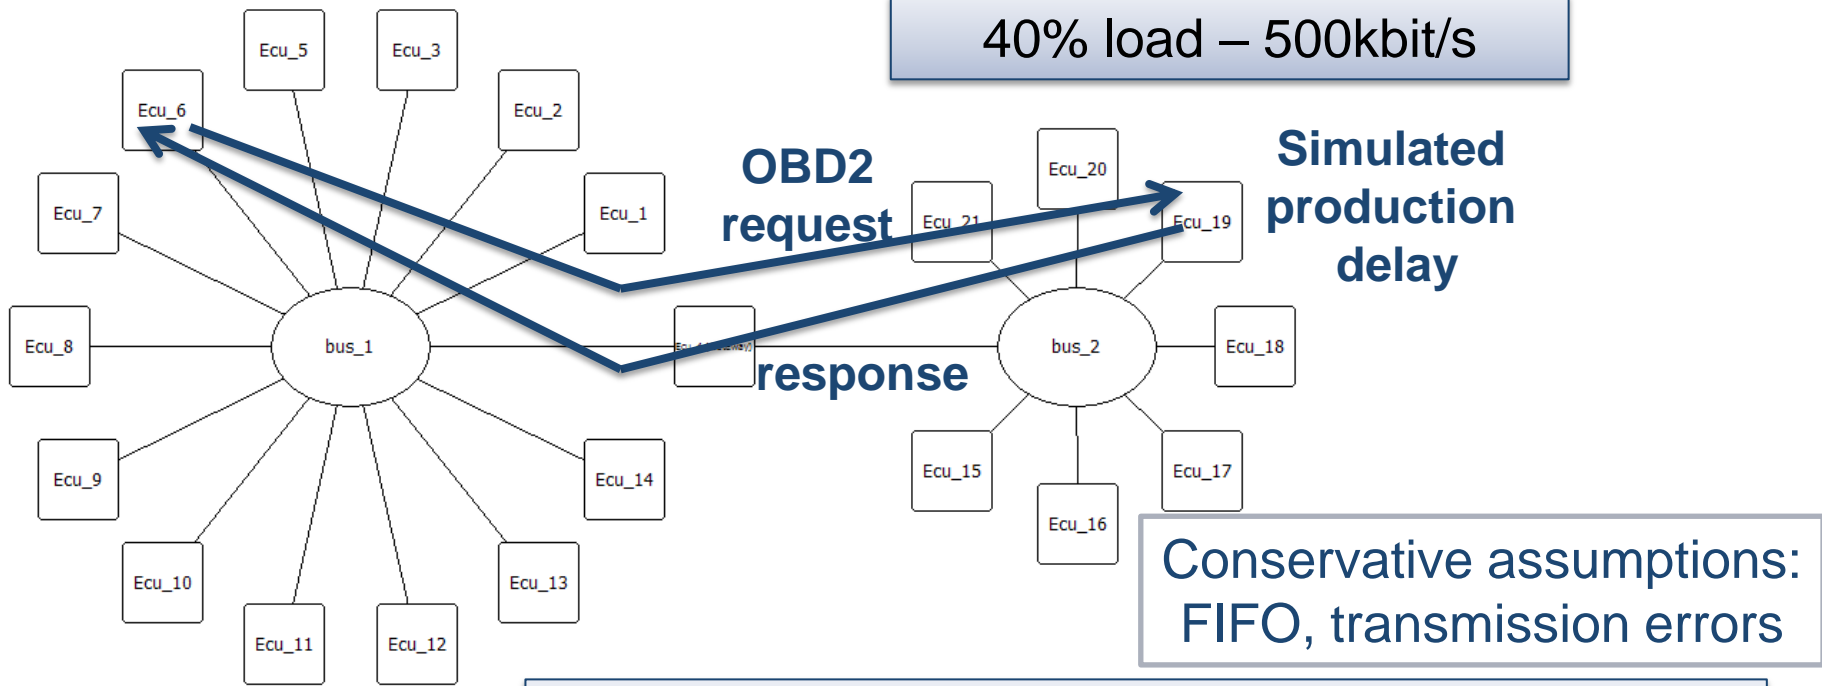 40% load – 500kbit/s
Ecu_5
Ecu_3
Ecu_6
Ecu_2
OBD2
request
Simulated
production
delay
Ecu_20
Ecu_7
Ecu_1
Ecu_21
Ecu_19
Ecu_8
bus_1
bus_2
Ecu_18
response
Ecu_9
Ecu_14
Ecu_15
Ecu_17
Ecu_16
Ecu_10
Ecu_13
Ecu_11
Ecu_12
Conservative assumptions:
FIFO, transmission errors